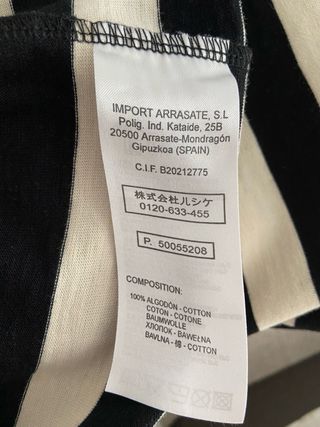 IMPORT ARRASATE, S.L
Polig. Ind. Kataide, 25B
20500 Arrasate-Mondragón
Gipuzkoa (SPAIN)
C.I.F. B20212775
株式会社ルシケ
0120-633-455
P. 50055208
COMPOSITION:
100% ALGODÓN - COTTON
COTON - COTONE
BAUMWOLLE
ХЛОПОК - BAWEŁNA
BAVLNA - 棉 - COTTON